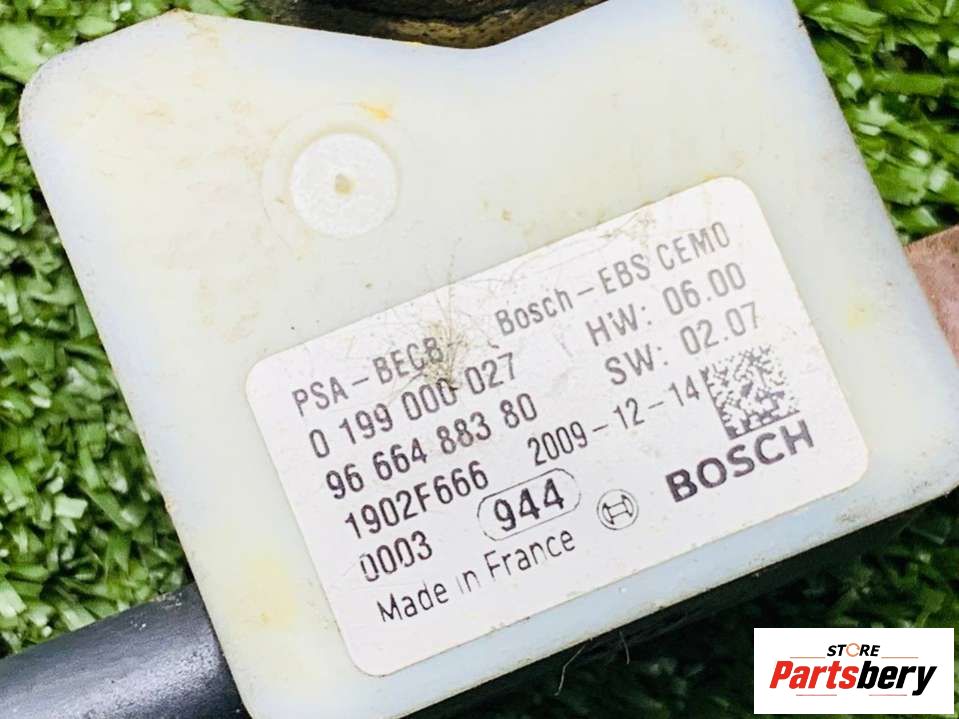 PSA – BECB Bosch – EBS CEMO
0 199 000 027 HW: 06.00
96 664 883 80 SW: 02.07
1902F666 2009 – 12 – 14
0003 944 BOSCH
Made in France
STORE
Partsbery